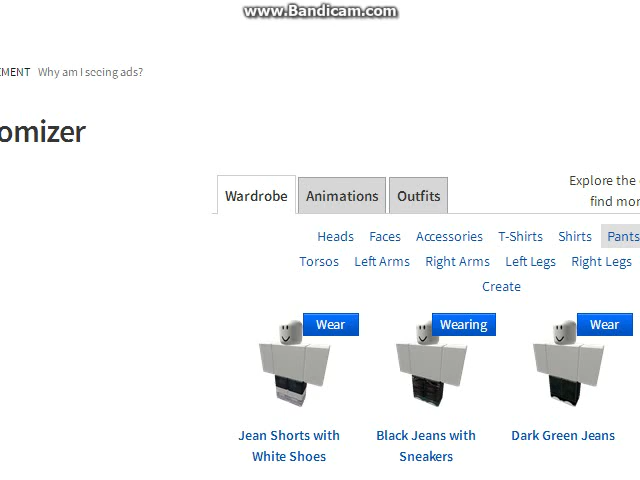 www.Bandicam.com
EMENT Why am I seeing ads?
omizer
Wardrobe Animations Outfits
Explore the
find mor
Heads Faces Accessories T-Shirts Shirts Pants
Torsos Left Arms Right Arms Left Legs Right Legs
Create
Wear Wearing Wear
Jean Shorts with White Shoes
Black Jeans with Sneakers
Dark Green Jeans